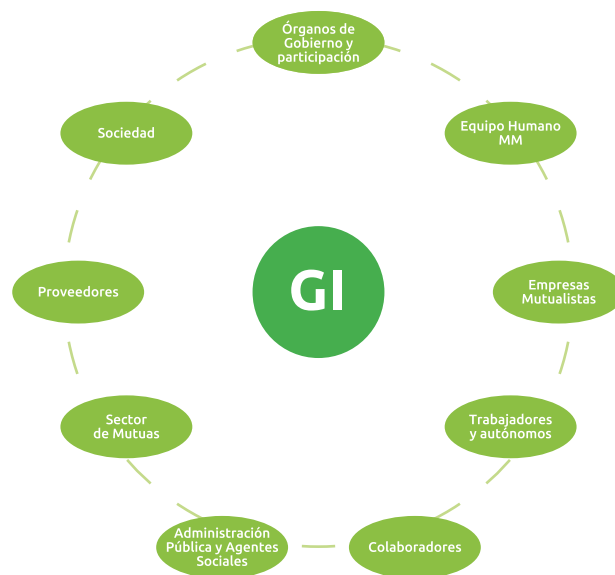 Órganos de
Gobierno y
participación
Equipo Humano
MM
Empresas
Mutualistas
Trabajadores
y autónomos
Colaboradores
Administración
Pública y Agentes
Sociales
Sector
de Mutuas
Proveedores
Sociedad
GI